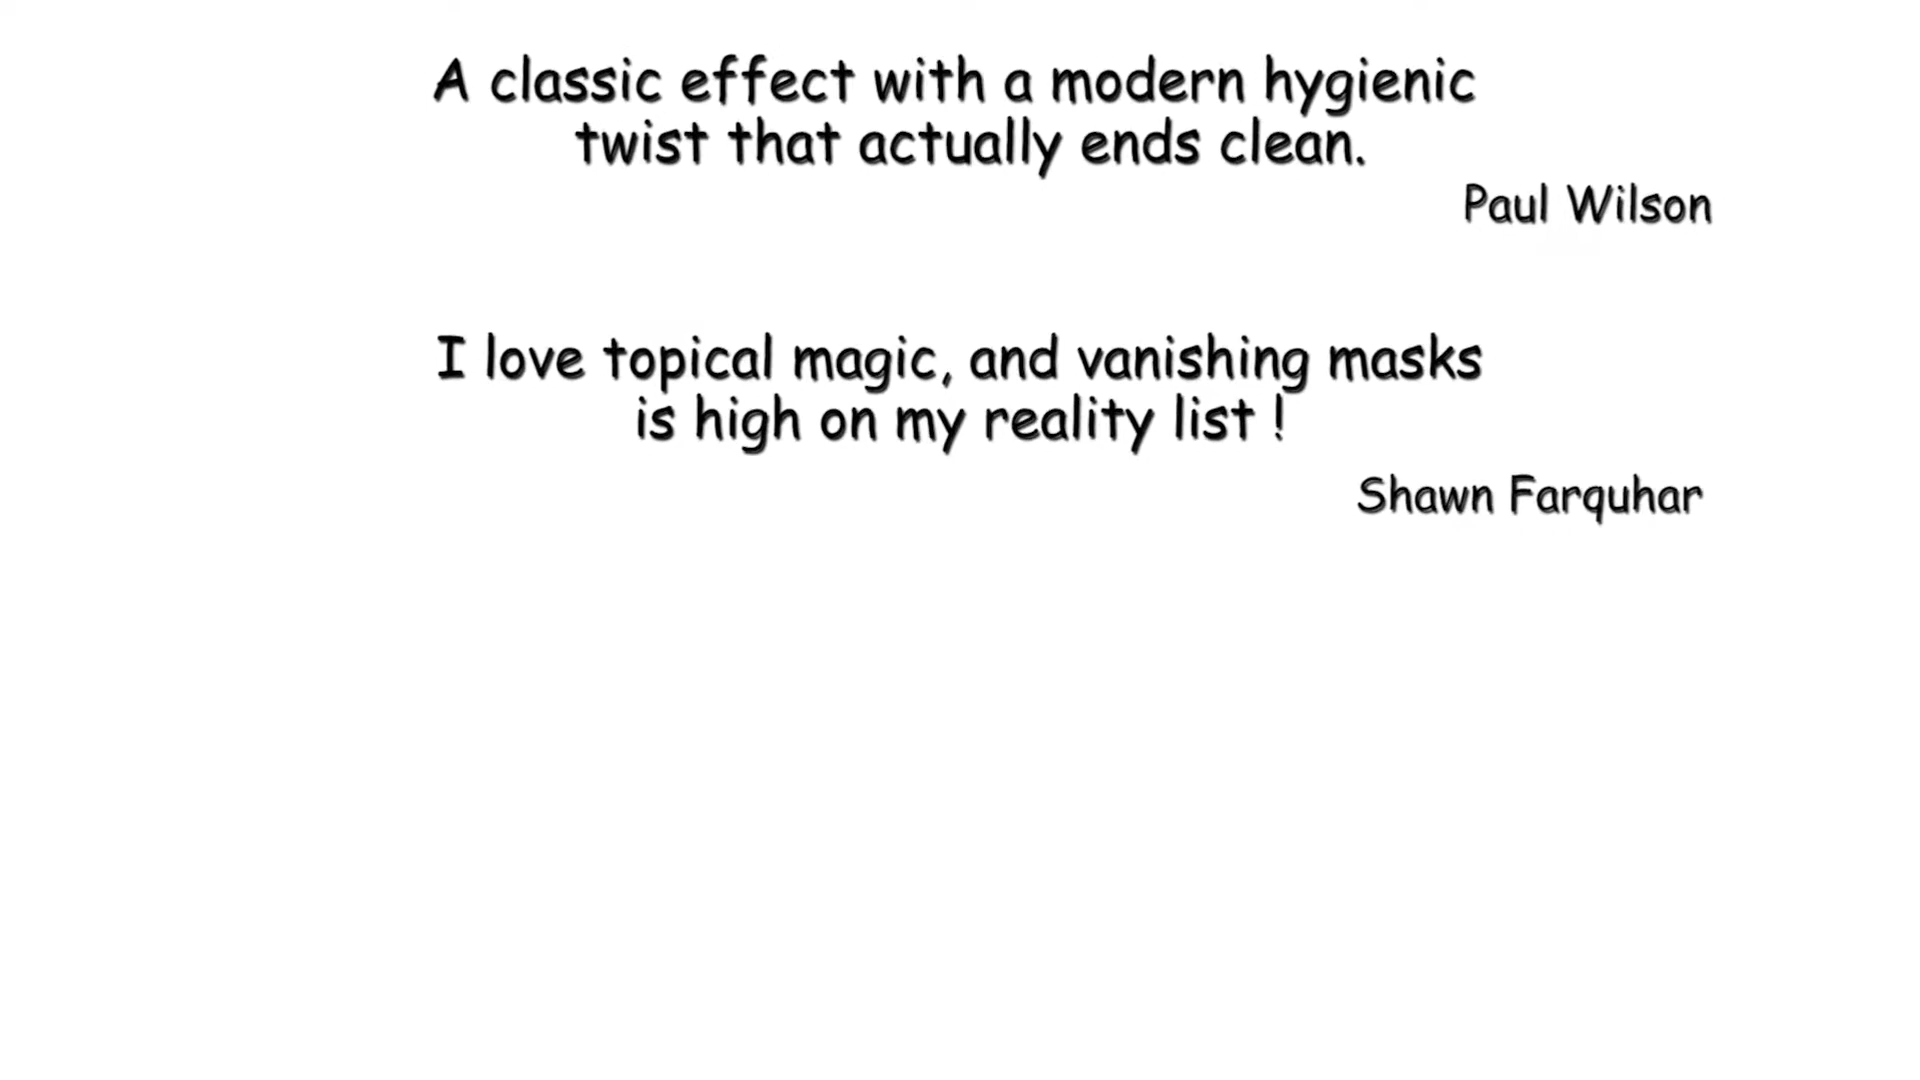 A classic effect with a modern hygienic
twist that actually ends clean.
Paul Wilson
I love topical magic, and vanishing masks
is high on my reality list !
Shawn Farquhar